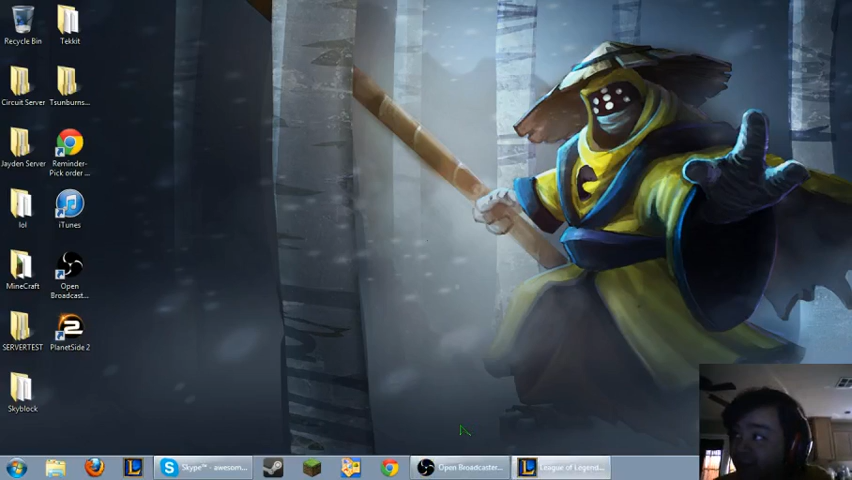 Recycle Bin
Tekkit
Circuit Server
Tsunburns...
Jayden Server
Reminder-
Pick order ...
lol
iTunes
MineCraft
Open
Broadcast...
SERVERTEST
PlanetSide 2
Skyblock
Skype™ - awesom...
Open Broadcaster...
League of Legend...